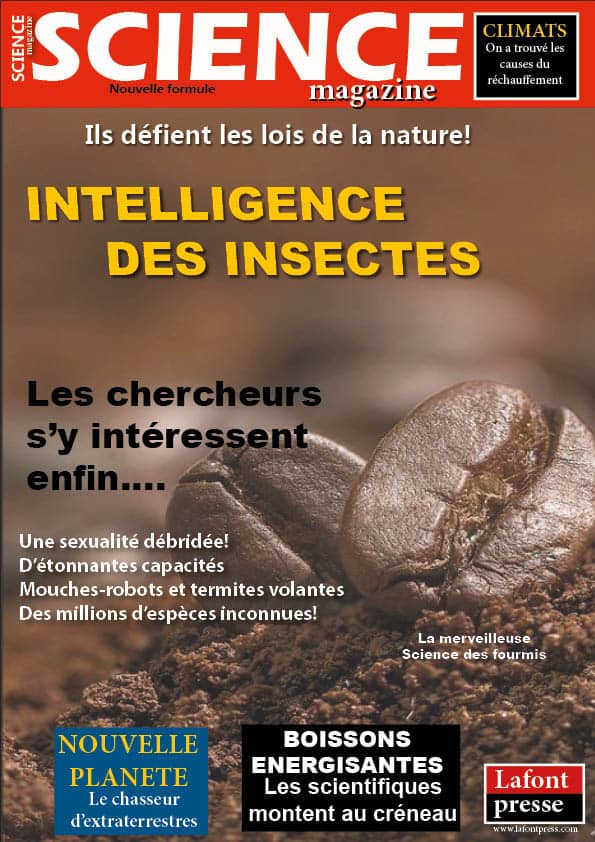 SCIENCE
magazine
SCIENCE
Nouvelle formule
magazine
CLIMATS
On a trouvé les
causes du
réchauffement
Ils défient les lois de la nature!
INTELLIGENCE
DES INSECTES
Les chercheurs
s’y intéressent
enfin....
Une sexualité débridée!
D’étonnantes capacités
Mouches-robots et termites volantes
Des millions d’espèces inconnues!
La merveilleuse
Science des fourmis
NOUVELLE
PLANETE
Le chasseur
d’extraterrestres
BOISSONS
ENERGISANTES
Les scientifiques
montent au créneau
Lafont
presse
www.lafontpress.com